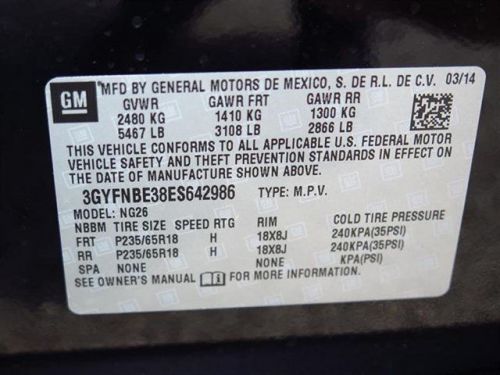 MFD BY GENERAL MOTORS DE MEXICO, S. DE R.L. DE C.V. 03/14
GM
GVWR GAWR FRT GAWR RR
2480 KG 1410 KG 1300 KG
5467 LB 3108 LB 2866 LB
THIS VEHICLE CONFORMS TO ALL APPLICABLE U.S. FEDERAL MOTOR
VEHICLE SAFETY AND THEFT PREVENTION STANDARDS IN EFFECT ON
THE DATE OF MANUFACTURE SHOWN ABOVE.
3GYFNBE38ES642986 TYPE: M.P.V.
MODEL: NG26
NBBM TIRE SIZE SPEED RTG RIM COLD TIRE PRESSURE
FRT P235/65R18 H 18X8J 240KPA(35PSI)
RR P235/65R18 H 18X8J 240KPA(35PSI)
SPA NONE NONE KPA(PSI)
SEE OWNER'S MANUAL FOR MORE INFORMATION.